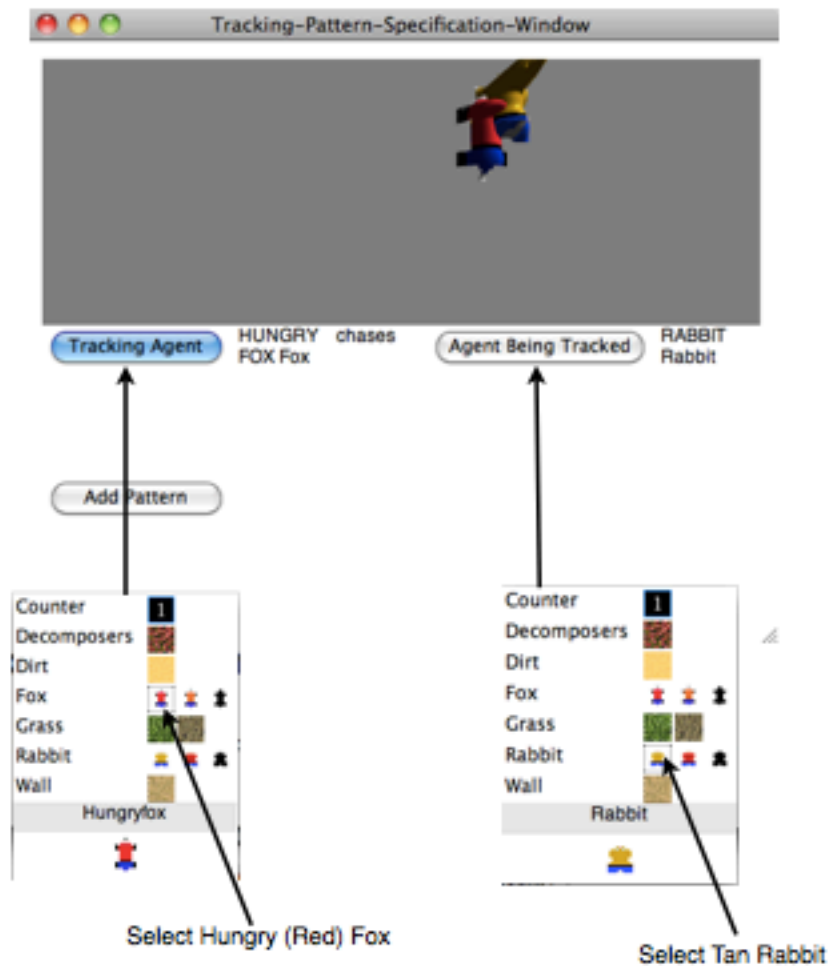 Tracking-Pattern-Specification-Window
Tracking Agent
HUNGRY chases
FOX Fox
Agent Being Tracked
RABBIT
Rabbit
Add Pattern
Counter 1
Decomposers
Dirt
Fox
Grass
Rabbit
Wall
Hungryfox
Select Hungry (Red) Fox
Counter 1
Decomposers
Dirt
Fox
Grass
Rabbit
Wall
Rabbit
Select Tan Rabbit